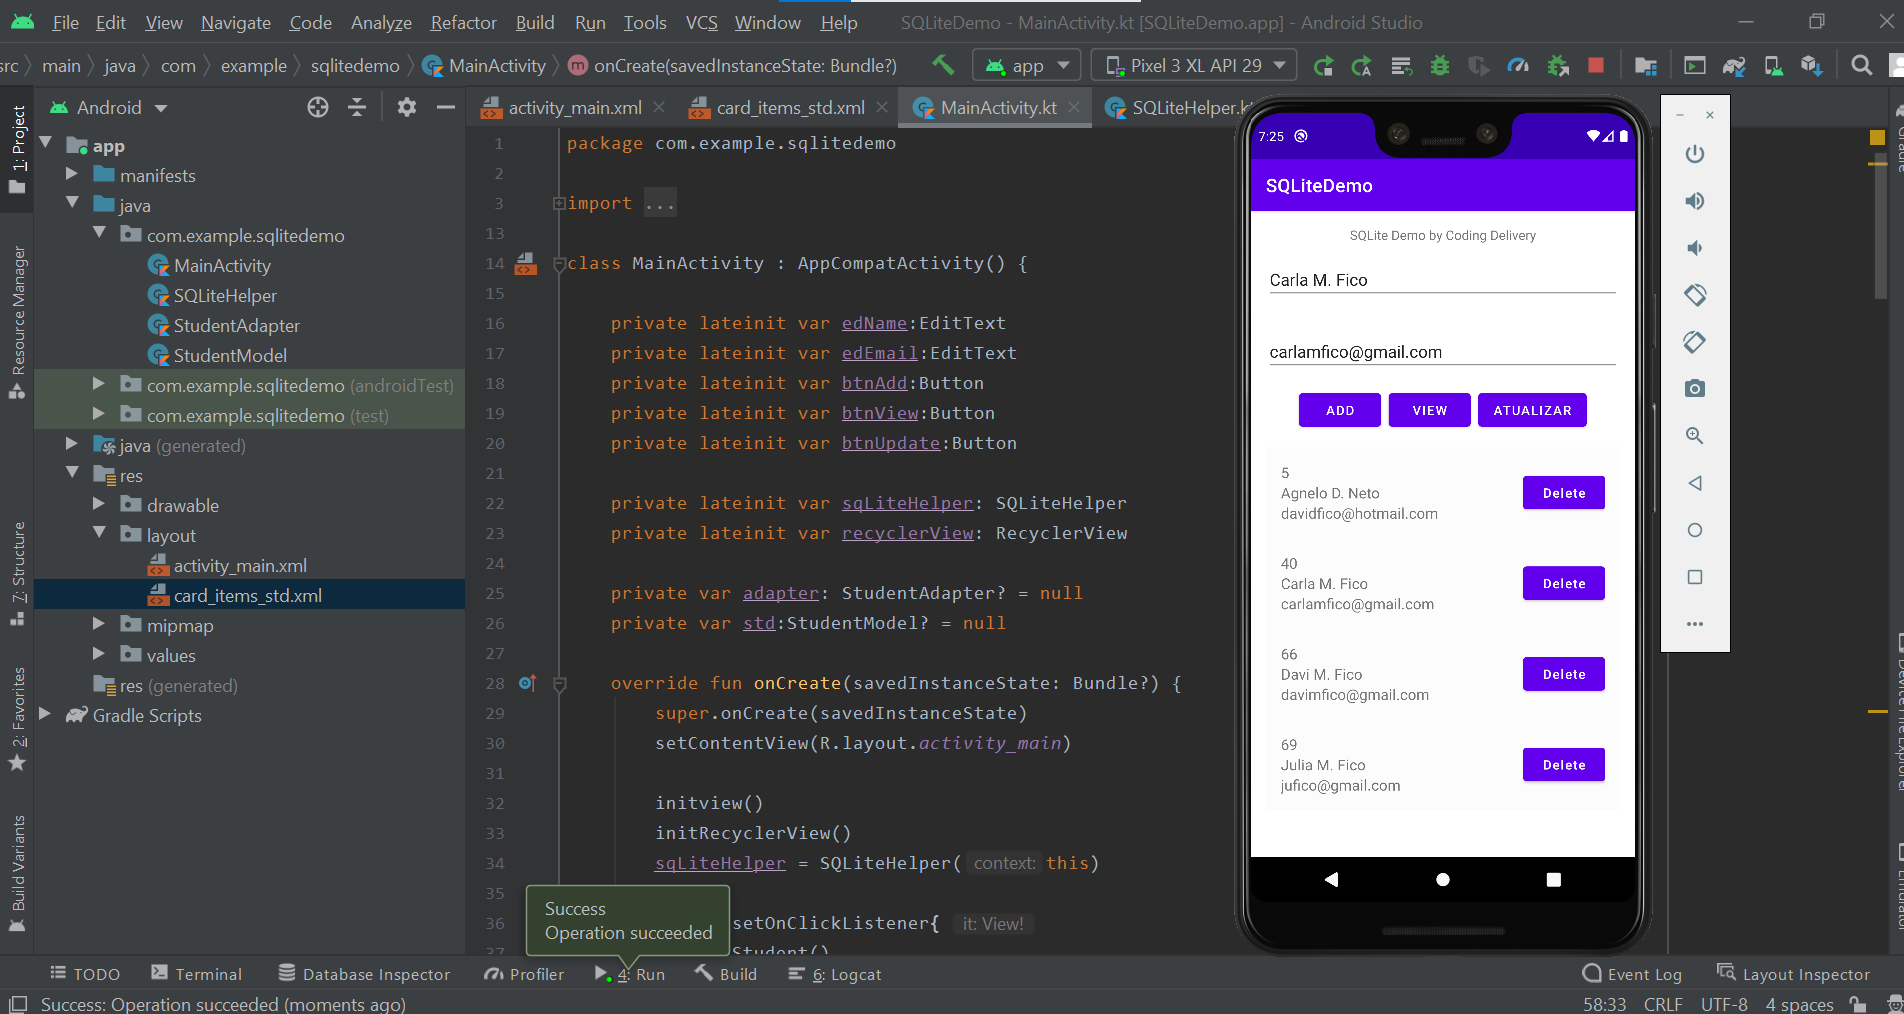 File Edit View Navigate Code Analyze Refactor Build Run Tools VCS Window Help SQLiteDemo - MainActivity.kt [SQLiteDemo.app] - Android Studio
src main java com example sqlitedemo MainActivity m onCreate(savedInstanceState: Bundle?) app Pixel 3 XL API 29
Android
activity_main.xml card_items_std.xml MainActivity.kt SQLiteHelper.kt
1: Project
Resource Manager
7: Structure
2: Favorites
Build Variants
app
manifests
java
com.example.sqlitedemo
MainActivity
SQLiteHelper
StudentAdapter
StudentModel
com.example.sqlitedemo (androidTest)
com.example.sqlitedemo (test)
java (generated)
res
drawable
layout
activity_main.xml
card_items_std.xml
mipmap
values
res (generated)
Gradle Scripts
1 package com.example.sqlitedemo
2
3 import ...
13
14 class MainActivity : AppCompatActivity() {
15
16 private lateinit var edName:EditText
17 private lateinit var edEmail:EditText
18 private lateinit var btnAdd:Button
19 private lateinit var btnView:Button
20 private lateinit var btnUpdate:Button
21
22 private lateinit var sqLiteHelper: SQLiteHelper
23 private lateinit var recyclerView: RecyclerView
24
25 private var adapter: StudentAdapter? = null
26 private var std:StudentModel? = null
27
28 override fun onCreate(savedInstanceState: Bundle?) {
29 super.onCreate(savedInstanceState)
30 setContentView(R.layout.activity_main)
31
32 initview()
33 initRecyclerView()
34 sqLiteHelper = SQLiteHelper( context: this)
35
36 setOnClickListener{ it: View!
37 Student()
Success
Operation succeeded
7:25
SQLiteDemo
SQLite Demo by Coding Delivery
Carla M. Fico
carlamfico@gmail.com
ADD VIEW ATUALIZAR
5
Agnelo D. Neto
davidfico@hotmail.com
Delete
40
Carla M. Fico
carlamfico@gmail.com
Delete
66
Davi M. Fico
davimfico@gmail.com
Delete
69
Julia M. Fico
jufico@gmail.com
Delete
Gradle
Device File Explorer
Emulator
TODO Terminal Database Inspector Profiler 4: Run Build 6: Logcat Event Log Layout Inspector
Success: Operation succeeded (moments ago) 58:33 CRLF UTF-8 4 spaces